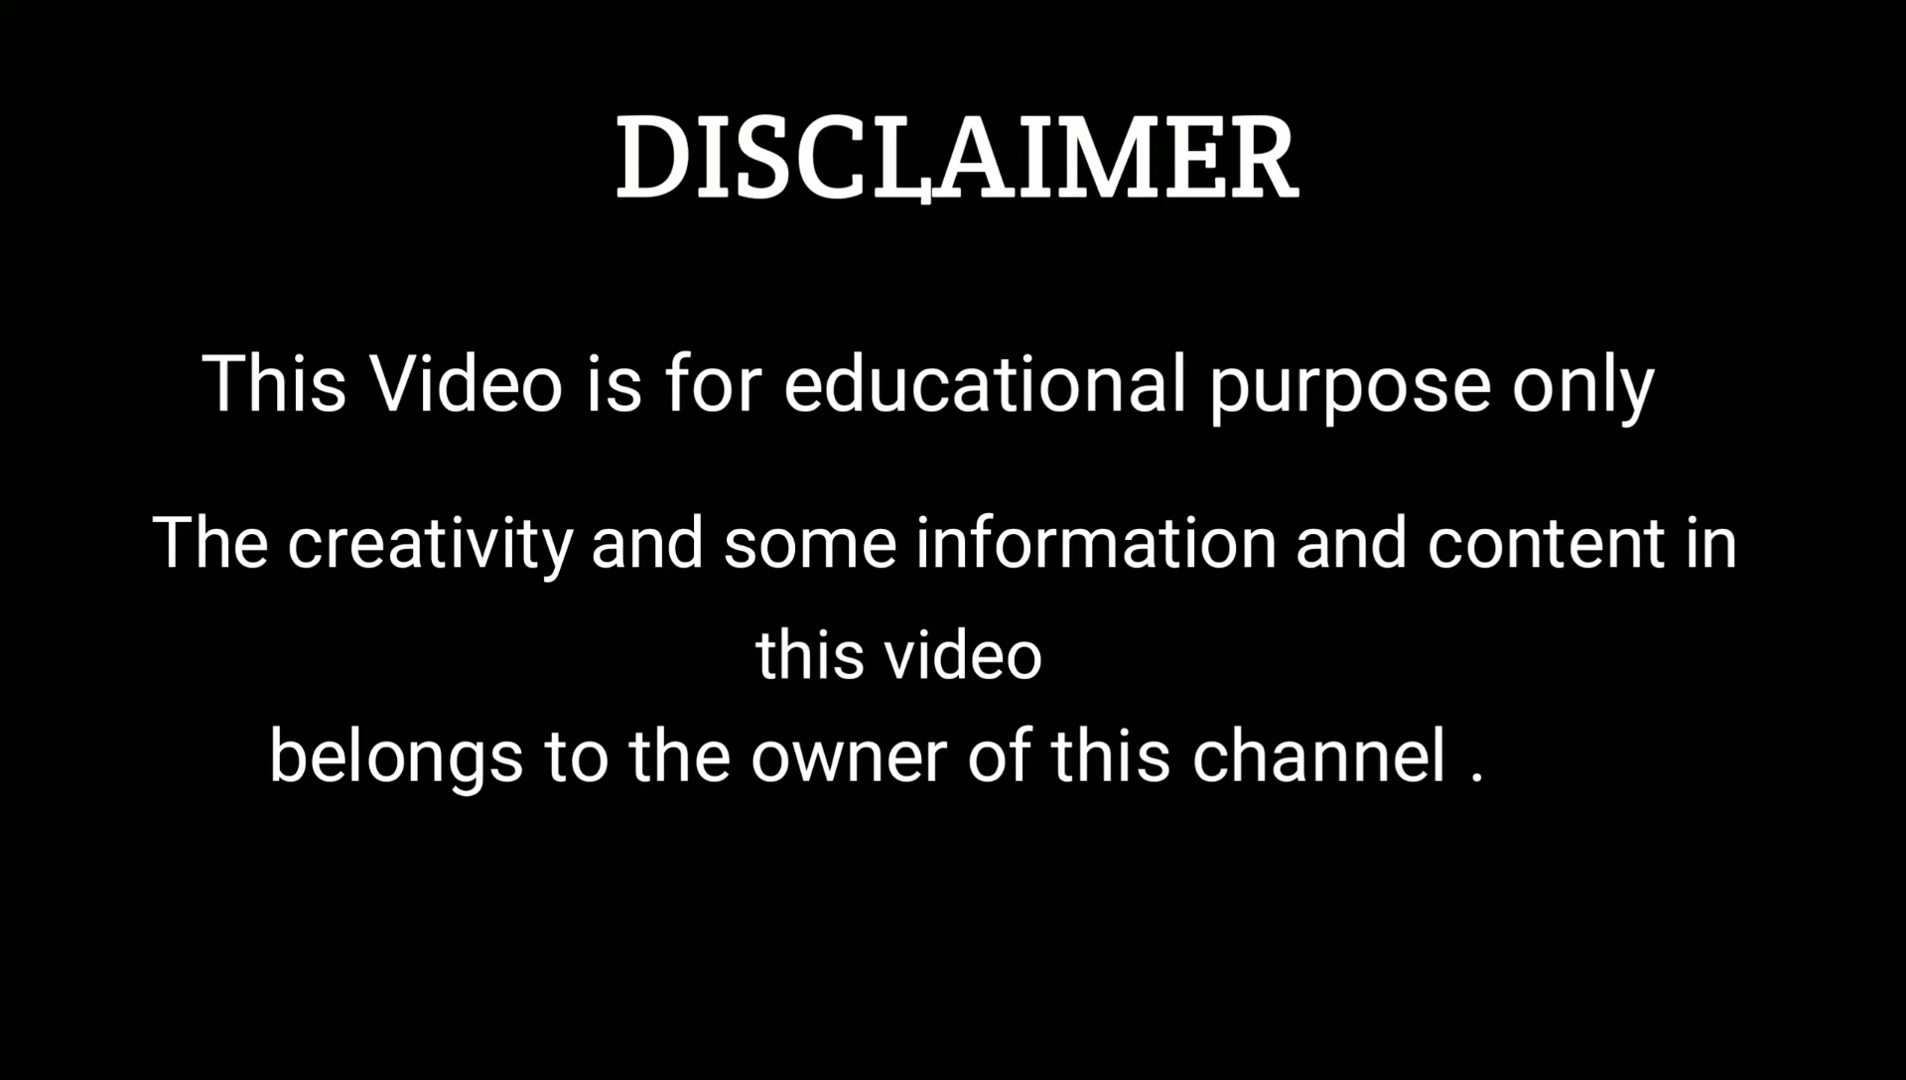 DISCLAIMER
This Video is for educational purpose only
The creativity and some information and content in
this video
belongs to the owner of this channel .